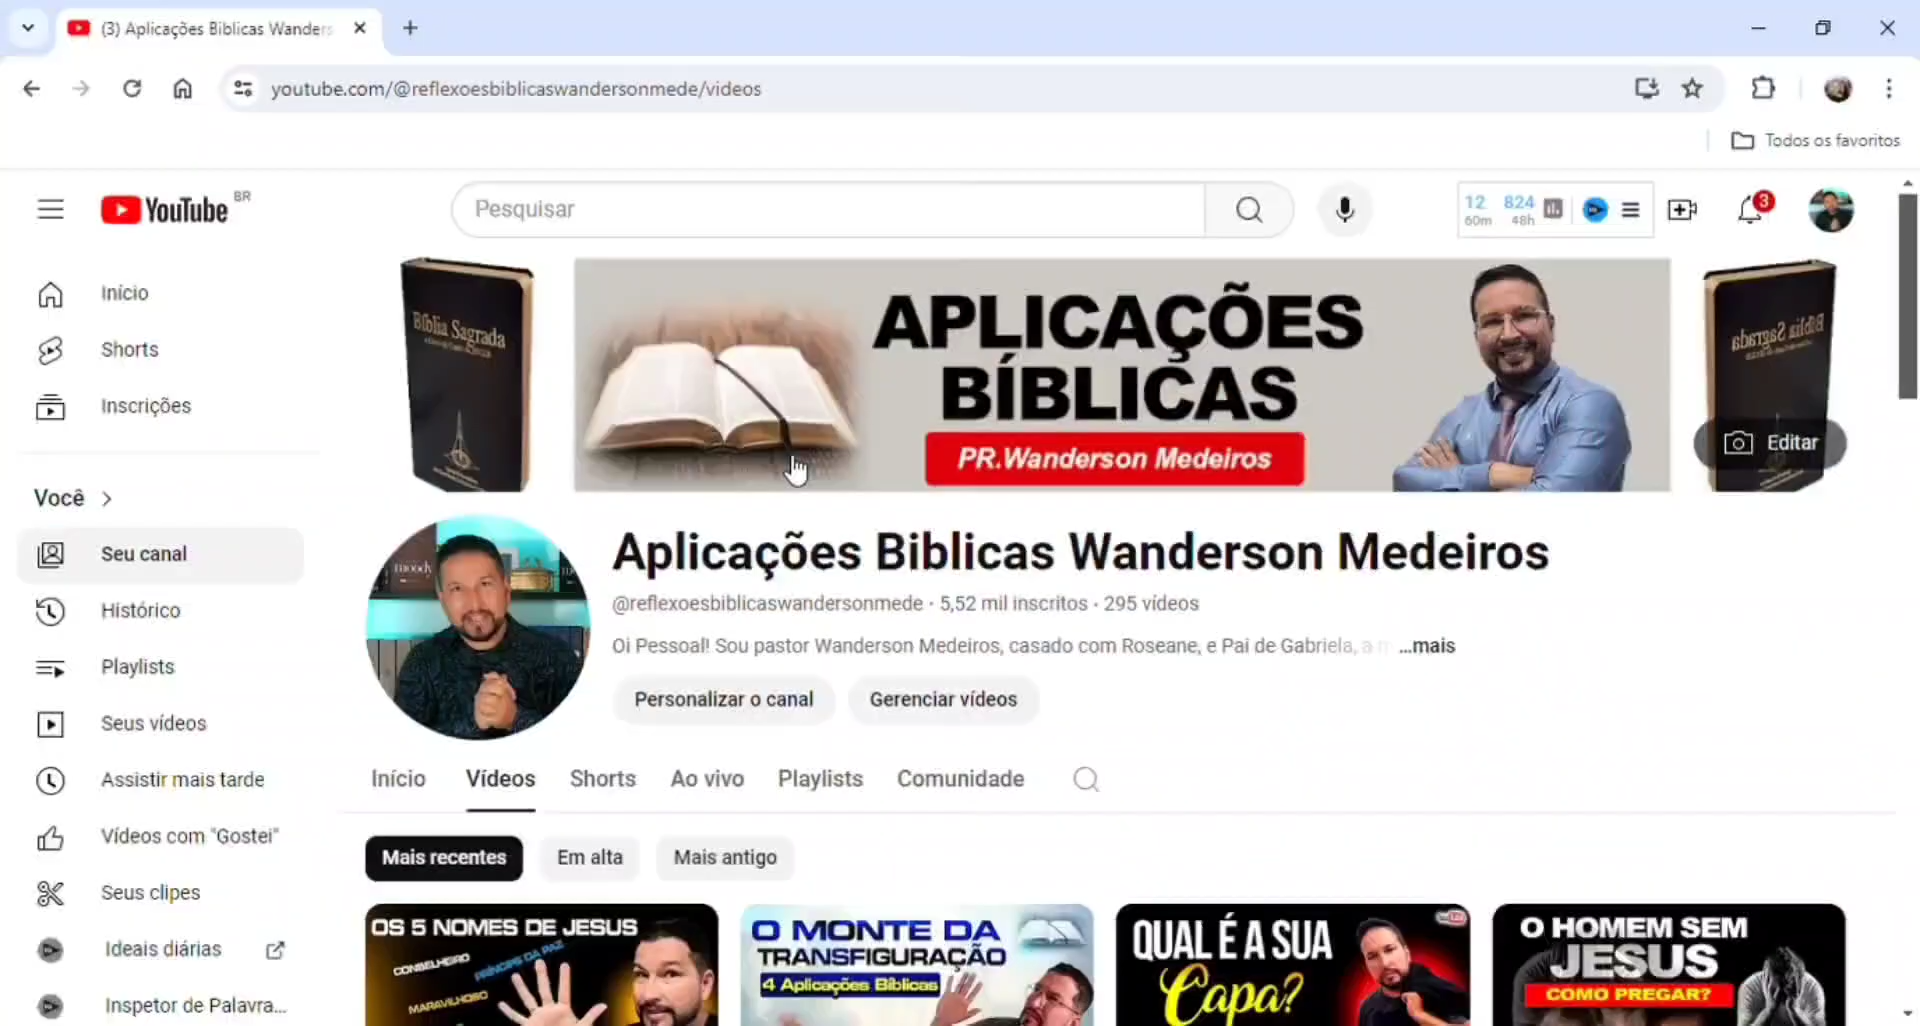 (3) Aplicações Biblicas Wanders
youtube.com/@reflexoesbiblicaswandersonmede/videos
Todos os favoritos
YouTube BR
Pesquisar
12 824
60m 48h
3
Início
Shorts
Inscrições
Você
Seu canal
Histórico
Playlists
Seus vídeos
Assistir mais tarde
Vídeos com "Gostei"
Seus clipes
Ideais diárias
Inspetor de Palavra...
Bíblia Sagrada
APLICAÇÕES
BÍBLICAS
PR.Wanderson Medeiros
Bíblia Sagrada
Editar
moody
Aplicações Biblicas Wanderson Medeiros
@reflexoesbiblicaswandersonmede · 5,52 mil inscritos · 295 vídeos
Oi Pessoal! Sou pastor Wanderson Medeiros, casado com Roseane, e Pai de Gabriela, a ...mais
Personalizar o canal Gerenciar vídeos
Início Vídeos Shorts Ao vivo Playlists Comunidade
Mais recentes Em alta Mais antigo
OS 5 NOMES DE JESUS
CONSELHEIRO
PRÍNCIPE DA PAZ
MARAVILHOSO
O MONTE DA
TRANSFIGURAÇÃO
4 Aplicações Bíblicas
QUAL É A SUA
Capa?
O HOMEM SEM
JESUS
COMO PREGAR?